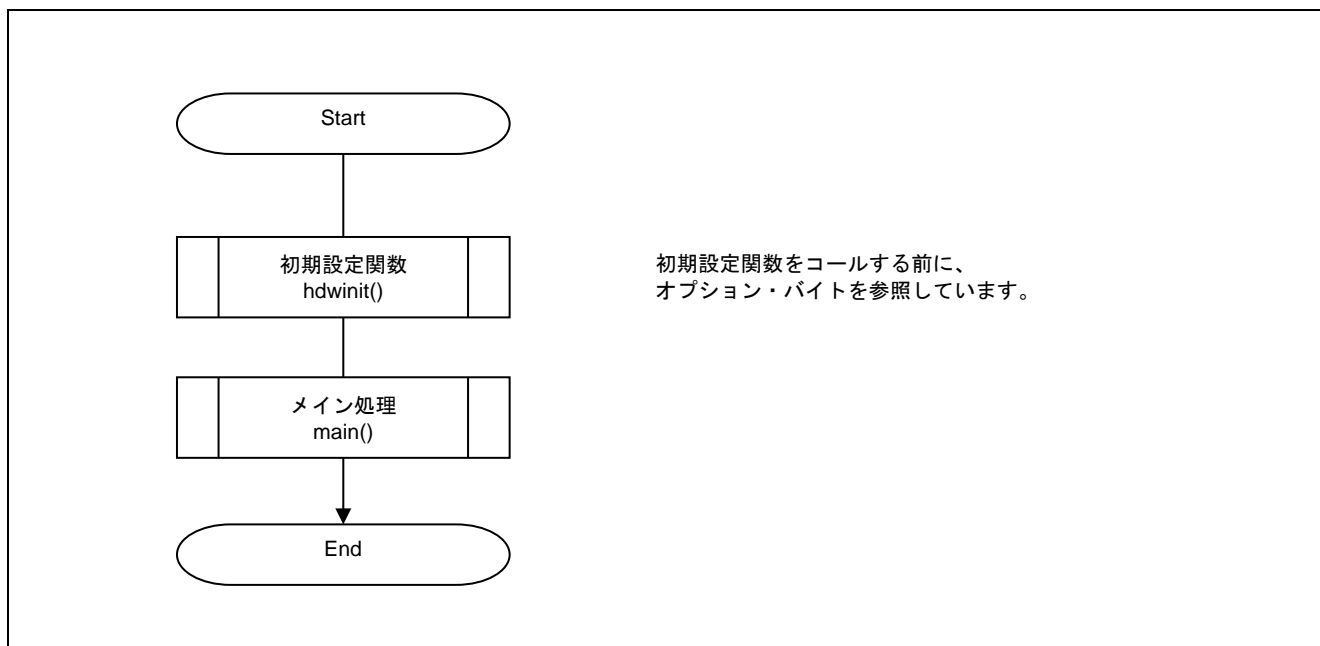 Start
初期設定関数
hdwinit()
初期設定関数をコールする前に、
オプション・バイトを参照しています。
メイン処理
main()
End